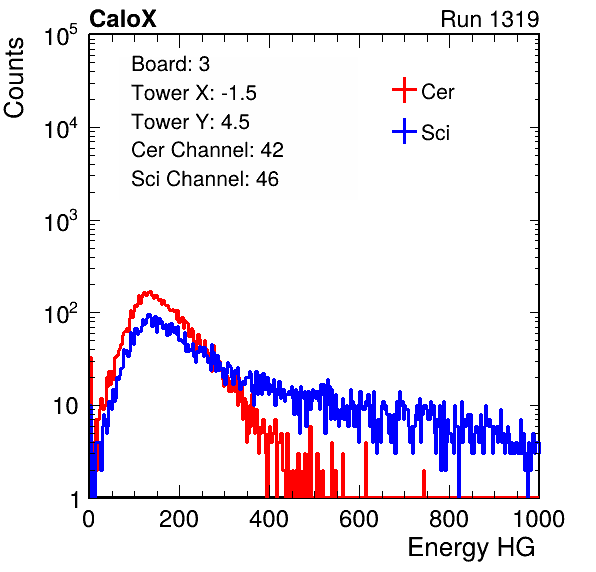 CaloX Run 1319
Counts
10^5
10^4
10^3
10^2
10
1
Board: 3
Tower X: -1.5
Tower Y: 4.5
Cer Channel: 42
Sci Channel: 46
Cer
Sci
0 200 400 600 800 1000
Energy HG